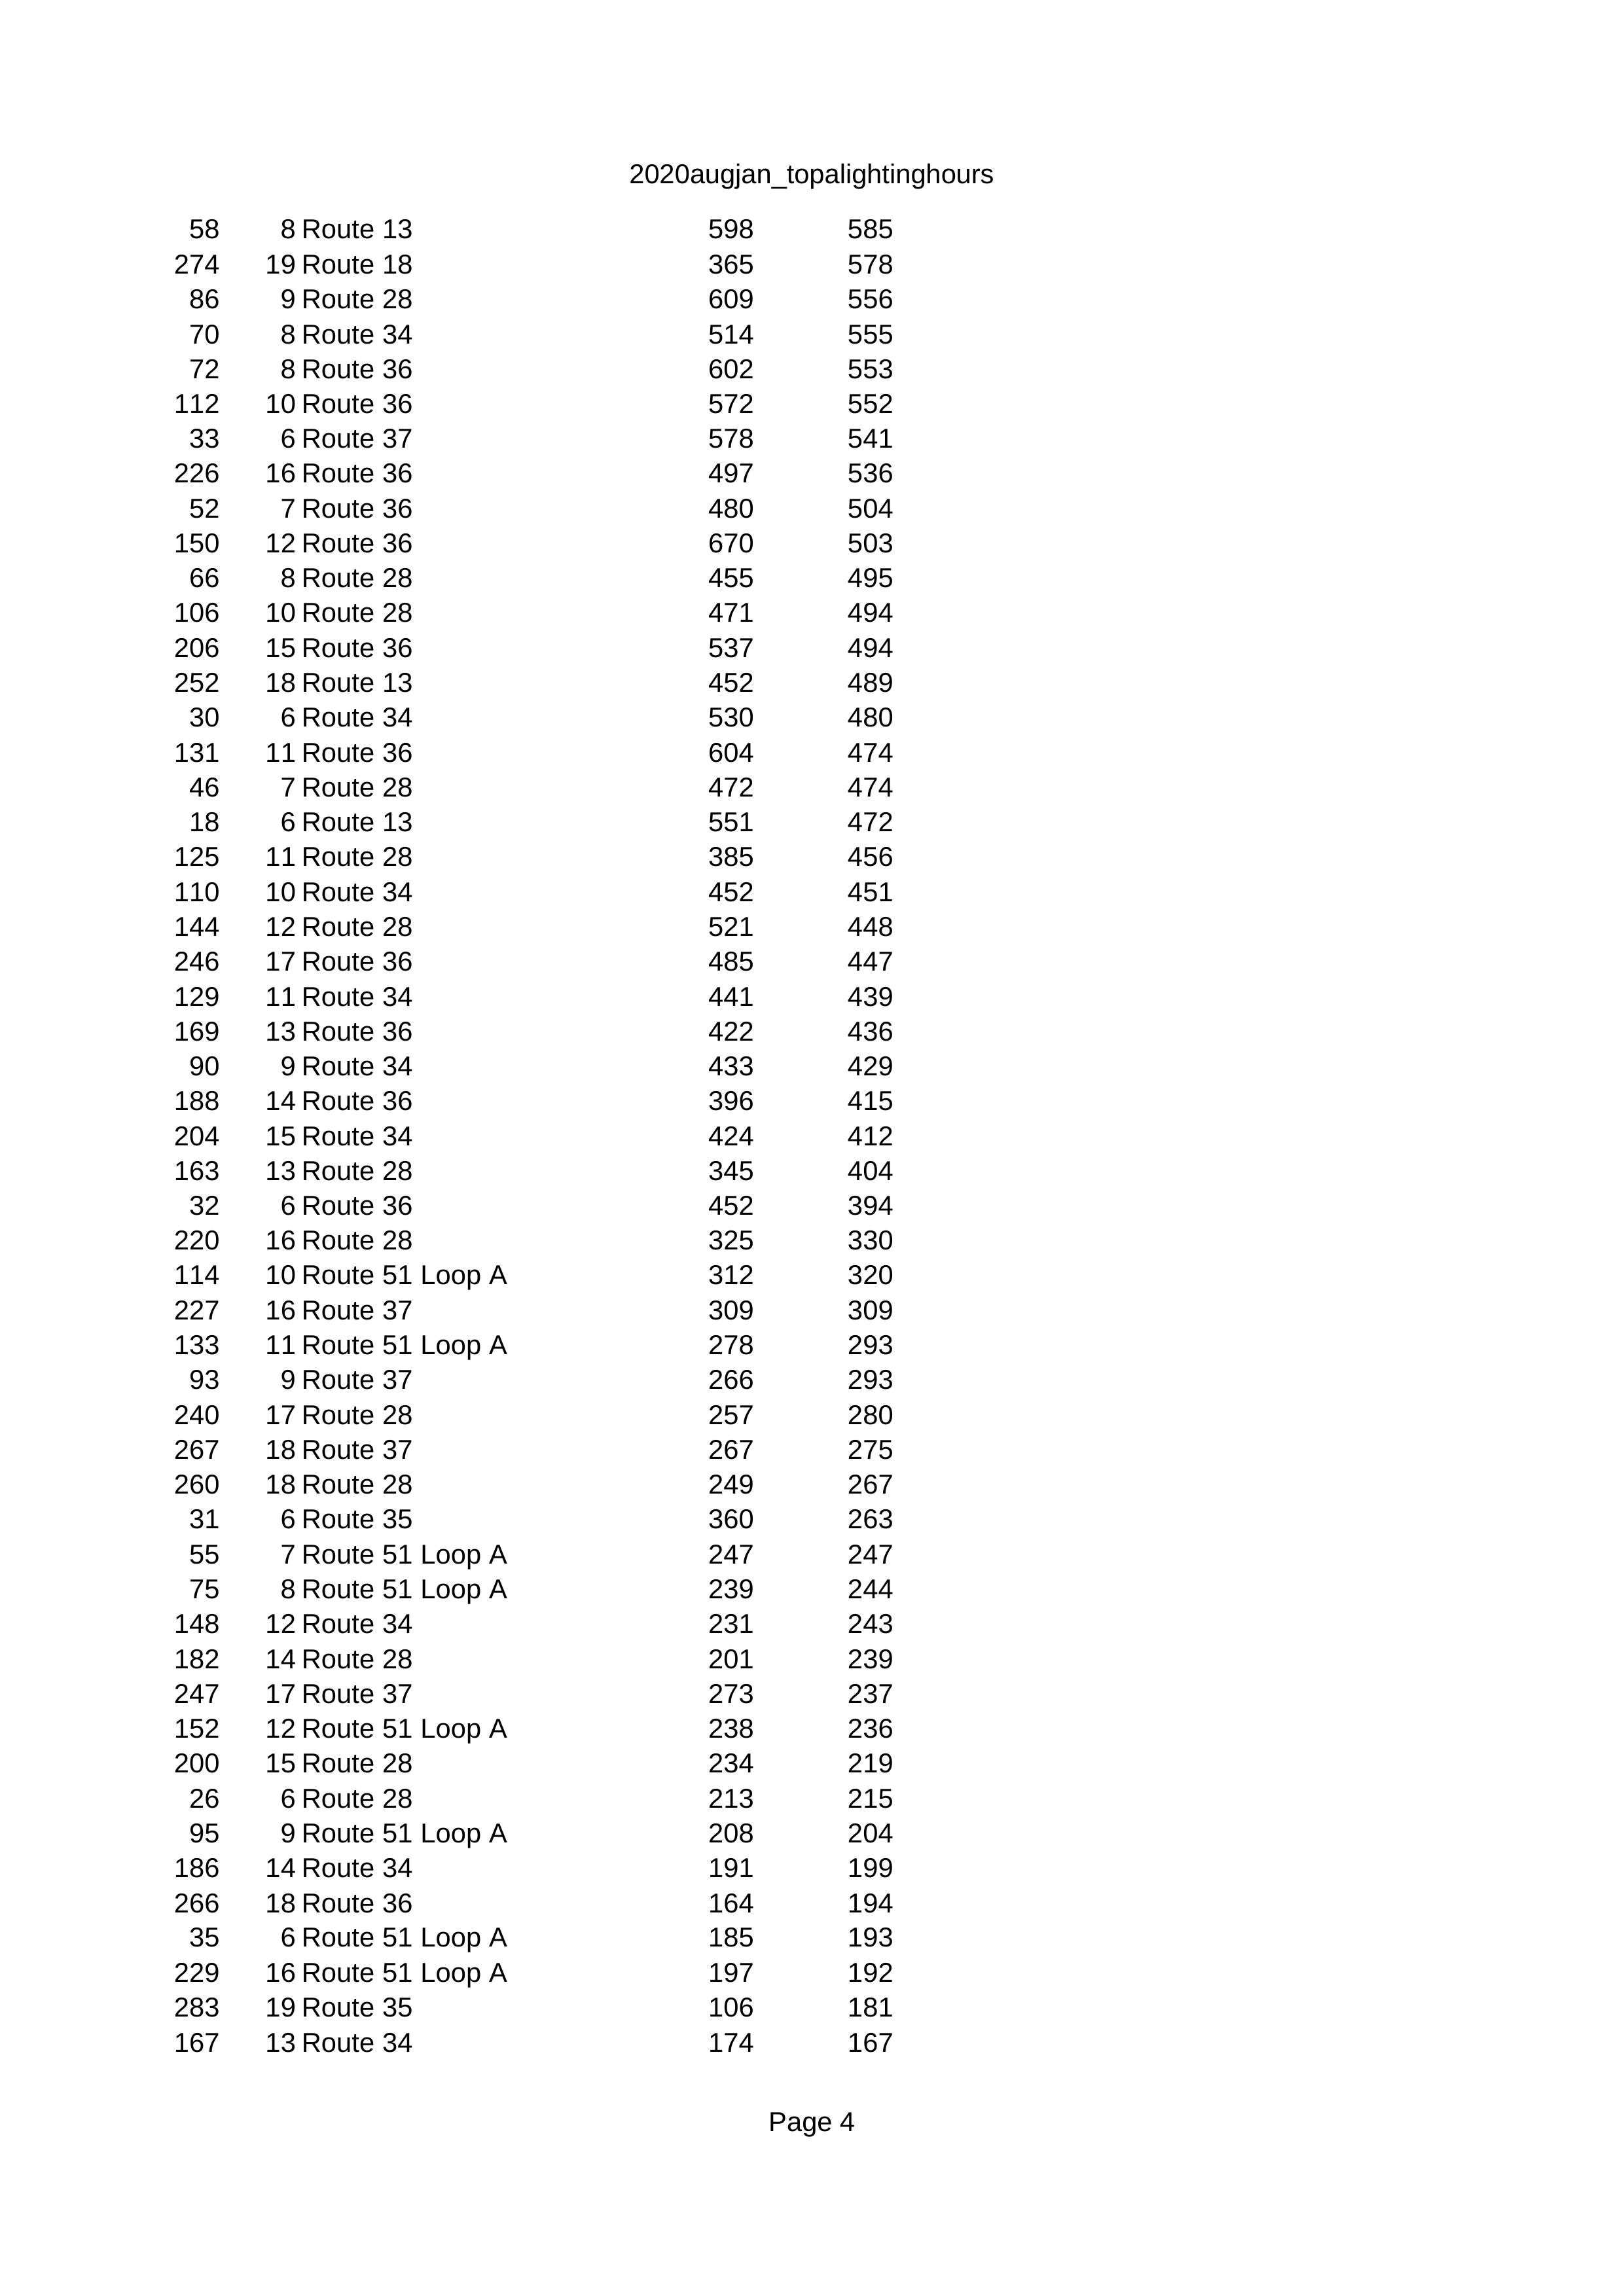 2020augjan_topalightinghours
58 8 Route 13 598 585
274 19 Route 18 365 578
86 9 Route 28 609 556
70 8 Route 34 514 555
72 8 Route 36 602 553
112 10 Route 36 572 552
33 6 Route 37 578 541
226 16 Route 36 497 536
52 7 Route 36 480 504
150 12 Route 36 670 503
66 8 Route 28 455 495
106 10 Route 28 471 494
206 15 Route 36 537 494
252 18 Route 13 452 489
30 6 Route 34 530 480
131 11 Route 36 604 474
46 7 Route 28 472 474
18 6 Route 13 551 472
125 11 Route 28 385 456
110 10 Route 34 452 451
144 12 Route 28 521 448
246 17 Route 36 485 447
129 11 Route 34 441 439
169 13 Route 36 422 436
90 9 Route 34 433 429
188 14 Route 36 396 415
204 15 Route 34 424 412
163 13 Route 28 345 404
32 6 Route 36 452 394
220 16 Route 28 325 330
114 10 Route 51 Loop A 312 320
227 16 Route 37 309 309
133 11 Route 51 Loop A 278 293
93 9 Route 37 266 293
240 17 Route 28 257 280
267 18 Route 37 267 275
260 18 Route 28 249 267
31 6 Route 35 360 263
55 7 Route 51 Loop A 247 247
75 8 Route 51 Loop A 239 244
148 12 Route 34 231 243
182 14 Route 28 201 239
247 17 Route 37 273 237
152 12 Route 51 Loop A 238 236
200 15 Route 28 234 219
26 6 Route 28 213 215
95 9 Route 51 Loop A 208 204
186 14 Route 34 191 199
266 18 Route 36 164 194
35 6 Route 51 Loop A 185 193
229 16 Route 51 Loop A 197 192
283 19 Route 35 106 181
167 13 Route 34 174 167
Page 4